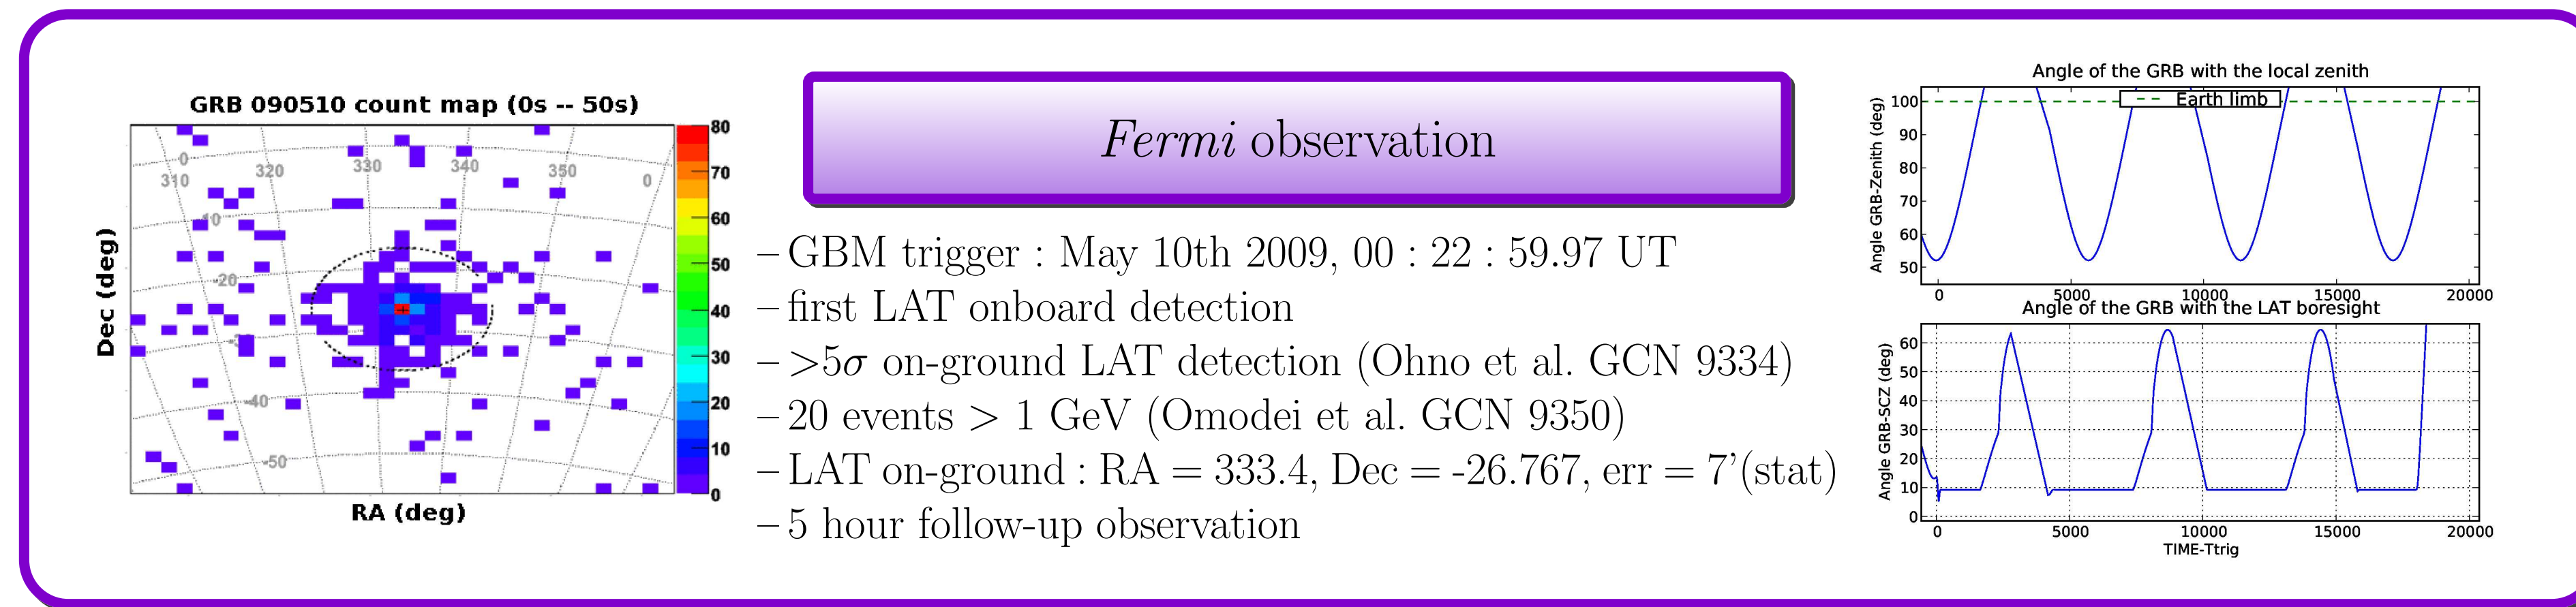 GRB 090510 count map (0s -- 50s)
Dec (deg)
0
310
320
330
340
350
0
-10
-20
-40
-50
80
70
60
50
40
30
20
10
0
RA (deg)
Fermi observation
– GBM trigger : May 10th 2009, 00 : 22 : 59.97 UT
– first LAT onboard detection
– >5σ on-ground LAT detection (Ohno et al. GCN 9334)
– 20 events > 1 GeV (Omodei et al. GCN 9350)
– LAT on-ground : RA = 333.4, Dec = -26.767, err = 7'(stat)
– 5 hour follow-up observation
Angle of the GRB with the local zenith
Angle GRB-Zenith (deg)
100
90
80
70
60
50
Earth limb
0 5000 10000 15000 20000
Angle of the GRB with the LAT boresight
Angle GRB-SCZ (deg)
60
50
40
30
20
10
0
0 5000 10000 15000 20000
TIME-Ttrig